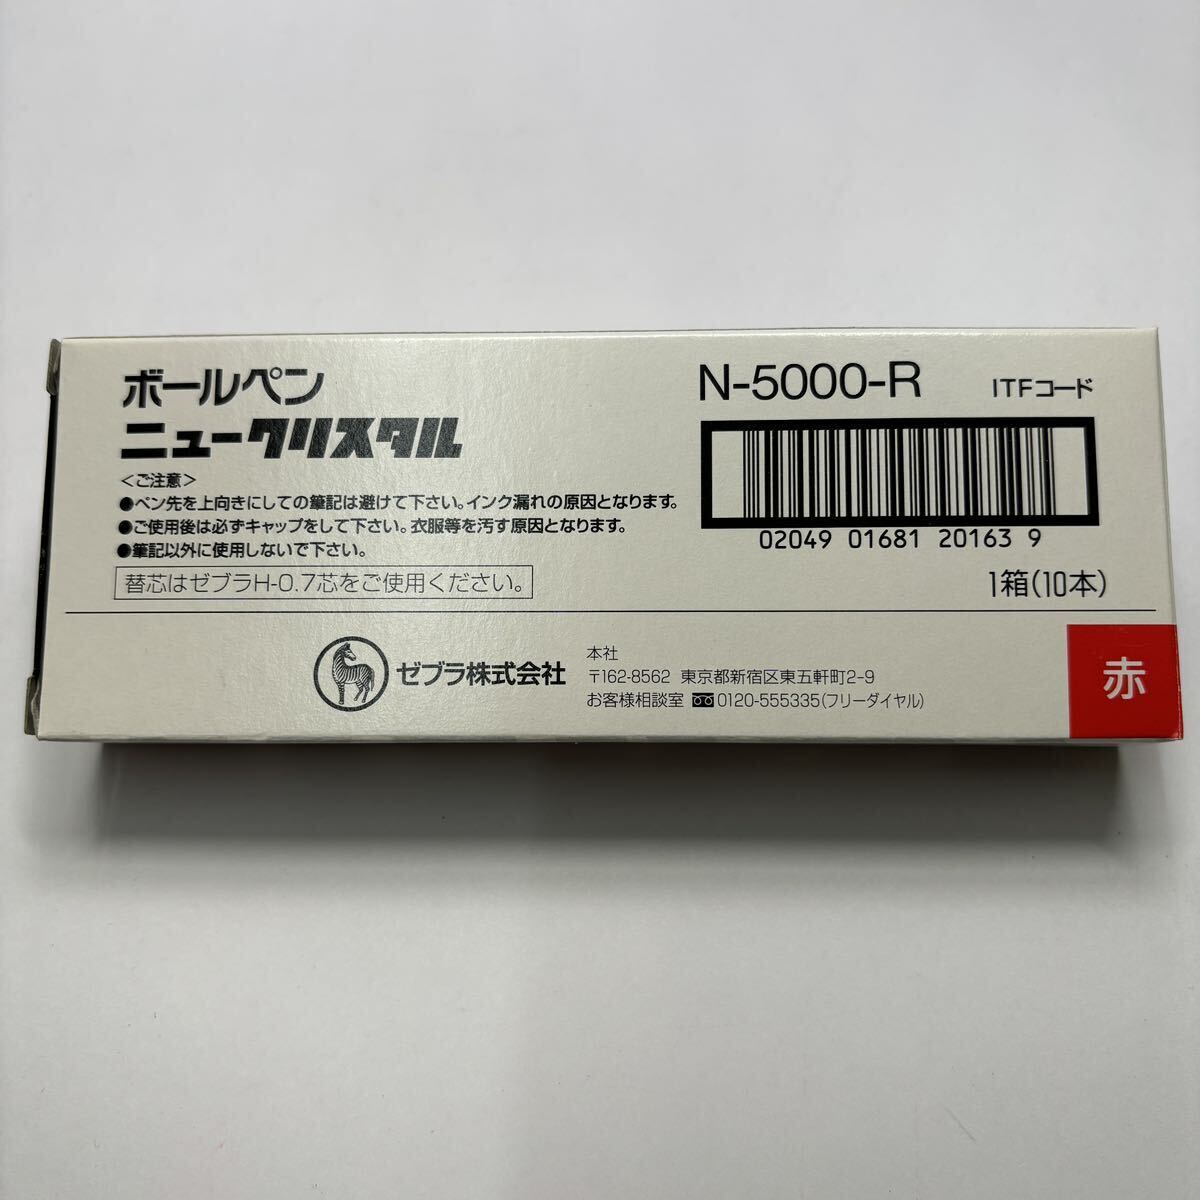 ボールペン
ニュークリスタル
<ご注意>
●ペン先を上向きにしての筆記は避けて下さい。インク漏れの原因となります。
●ご使用後は必ずキャップをして下さい。衣服等を汚す原因となります。
●筆記以外に使用しないで下さい。
替芯はゼブラH-0.7芯をご使用ください。
N-5000-R ITFコード
02049 01681 20163 9
1箱(10本)
ゼブラ株式会社
本社
〒162-8562 東京都新宿区東五軒町2-9
お客様相談室 0120-555335(フリーダイヤル)
赤